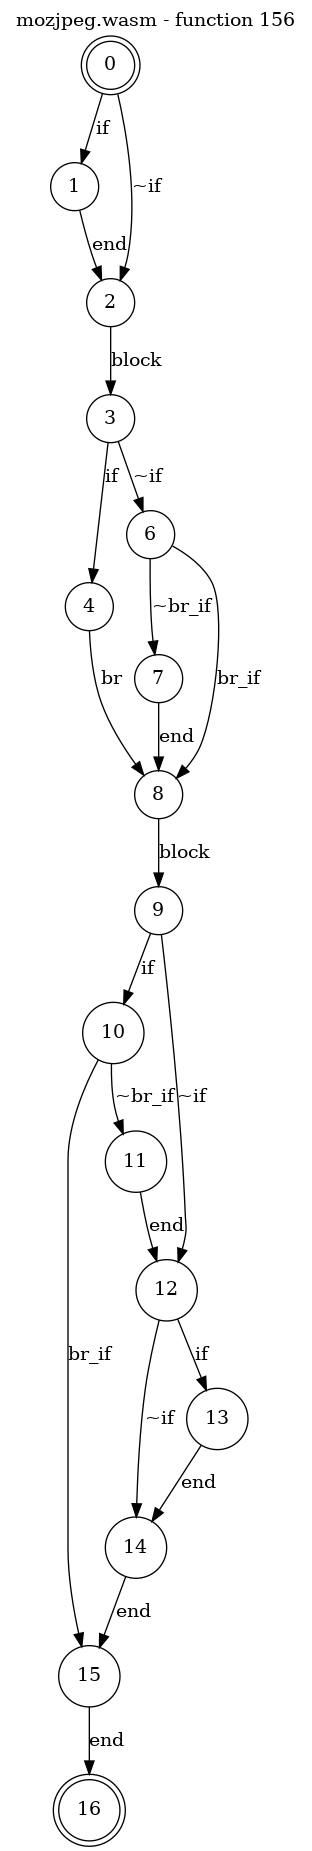 mozjpeg.wasm - function 156
0
if
1
~if
end
2
block
3
if
~if
6
4
~br_if
br
7
br_if
end
8
block
9
if
10
~br_if
~if
11
end
12
br_if
if
~if
13
end
14
end
15
end
16